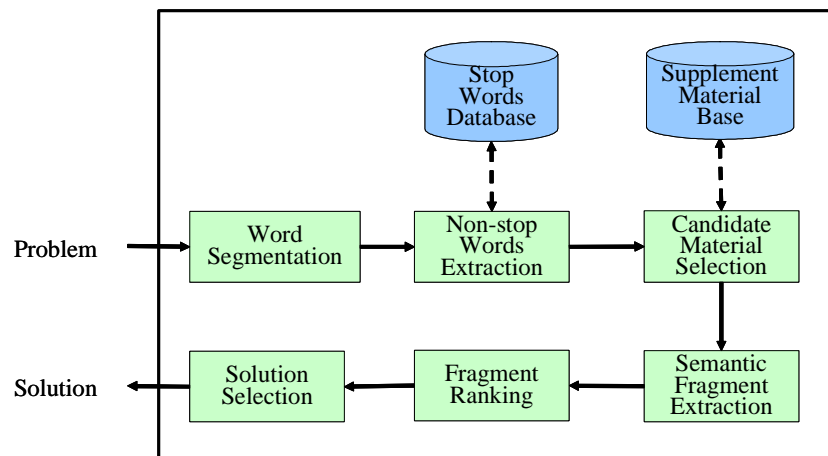 Stop
Words
Database
Supplement
Material
Base
Problem
Word
Segmentation
Non-stop
Words
Extraction
Candidate
Material
Selection
Solution
Solution
Selection
Fragment
Ranking
Semantic
Fragment
Extraction